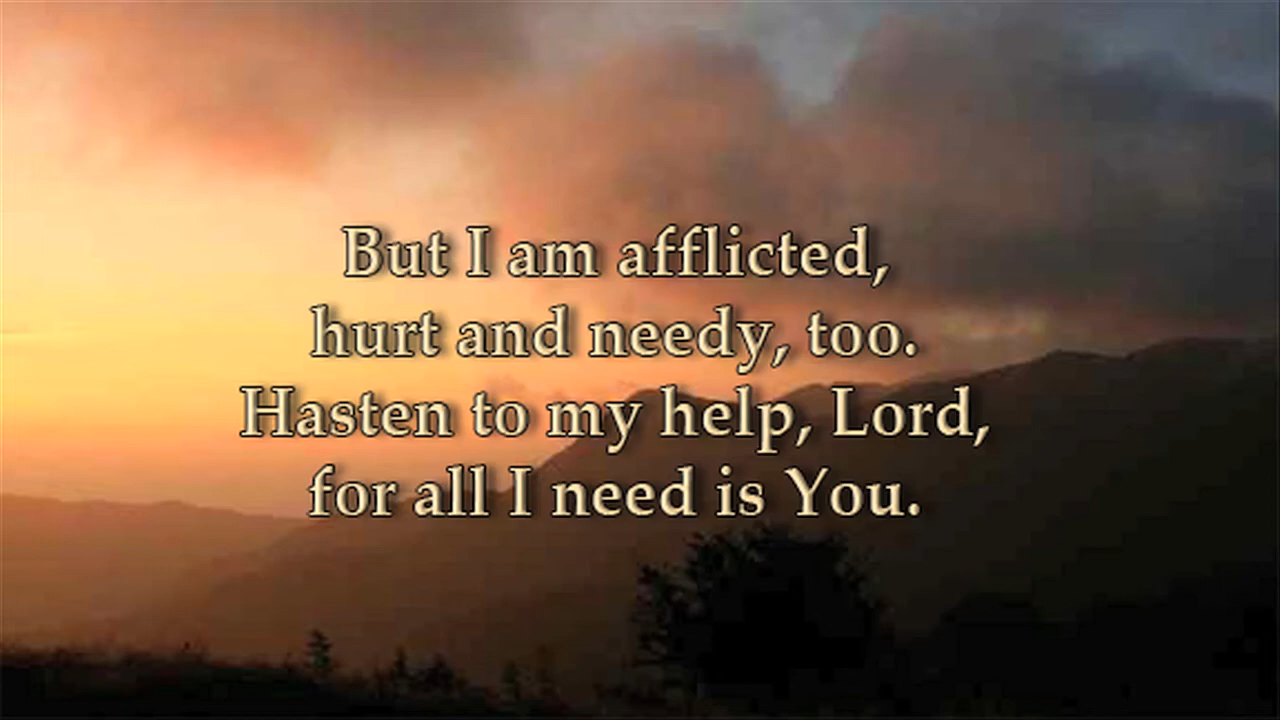 But I am afflicted,
hurt and needy, too.
Hasten to my help, Lord,
for all I need is You.